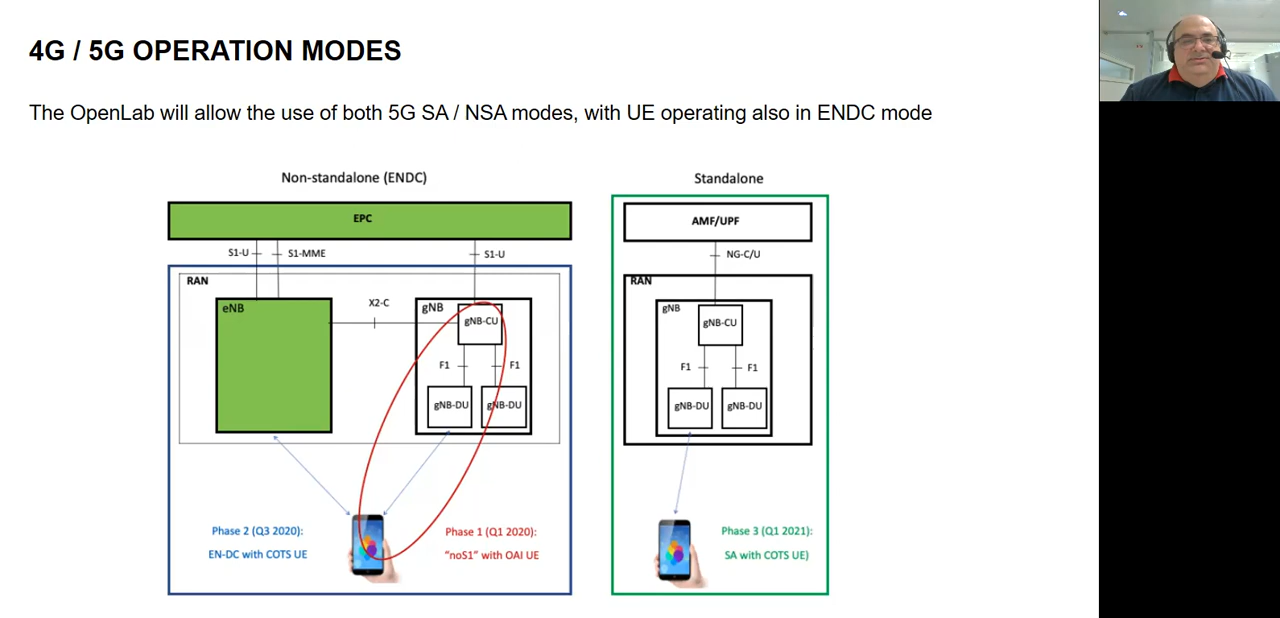 4G / 5G OPERATION MODES
The OpenLab will allow the use of both 5G SA / NSA modes, with UE operating also in ENDC mode
Non-standalone (ENDC)
EPC
S1-U
S1-MME
S1-U
RAN
eNB
X2-C
gNB
gNB-CU
F1
F1
gNB-DU
gNB-DU
Phase 2 (Q3 2020):
EN-DC with COTS UE
Phase 1 (Q1 2020):
"noS1" with OAI UE
Standalone
AMF/UPF
NG-C/U
RAN
gNB
gNB-CU
F1
F1
gNB-DU
gNB-DU
Phase 3 (Q1 2021):
SA with COTS UE)